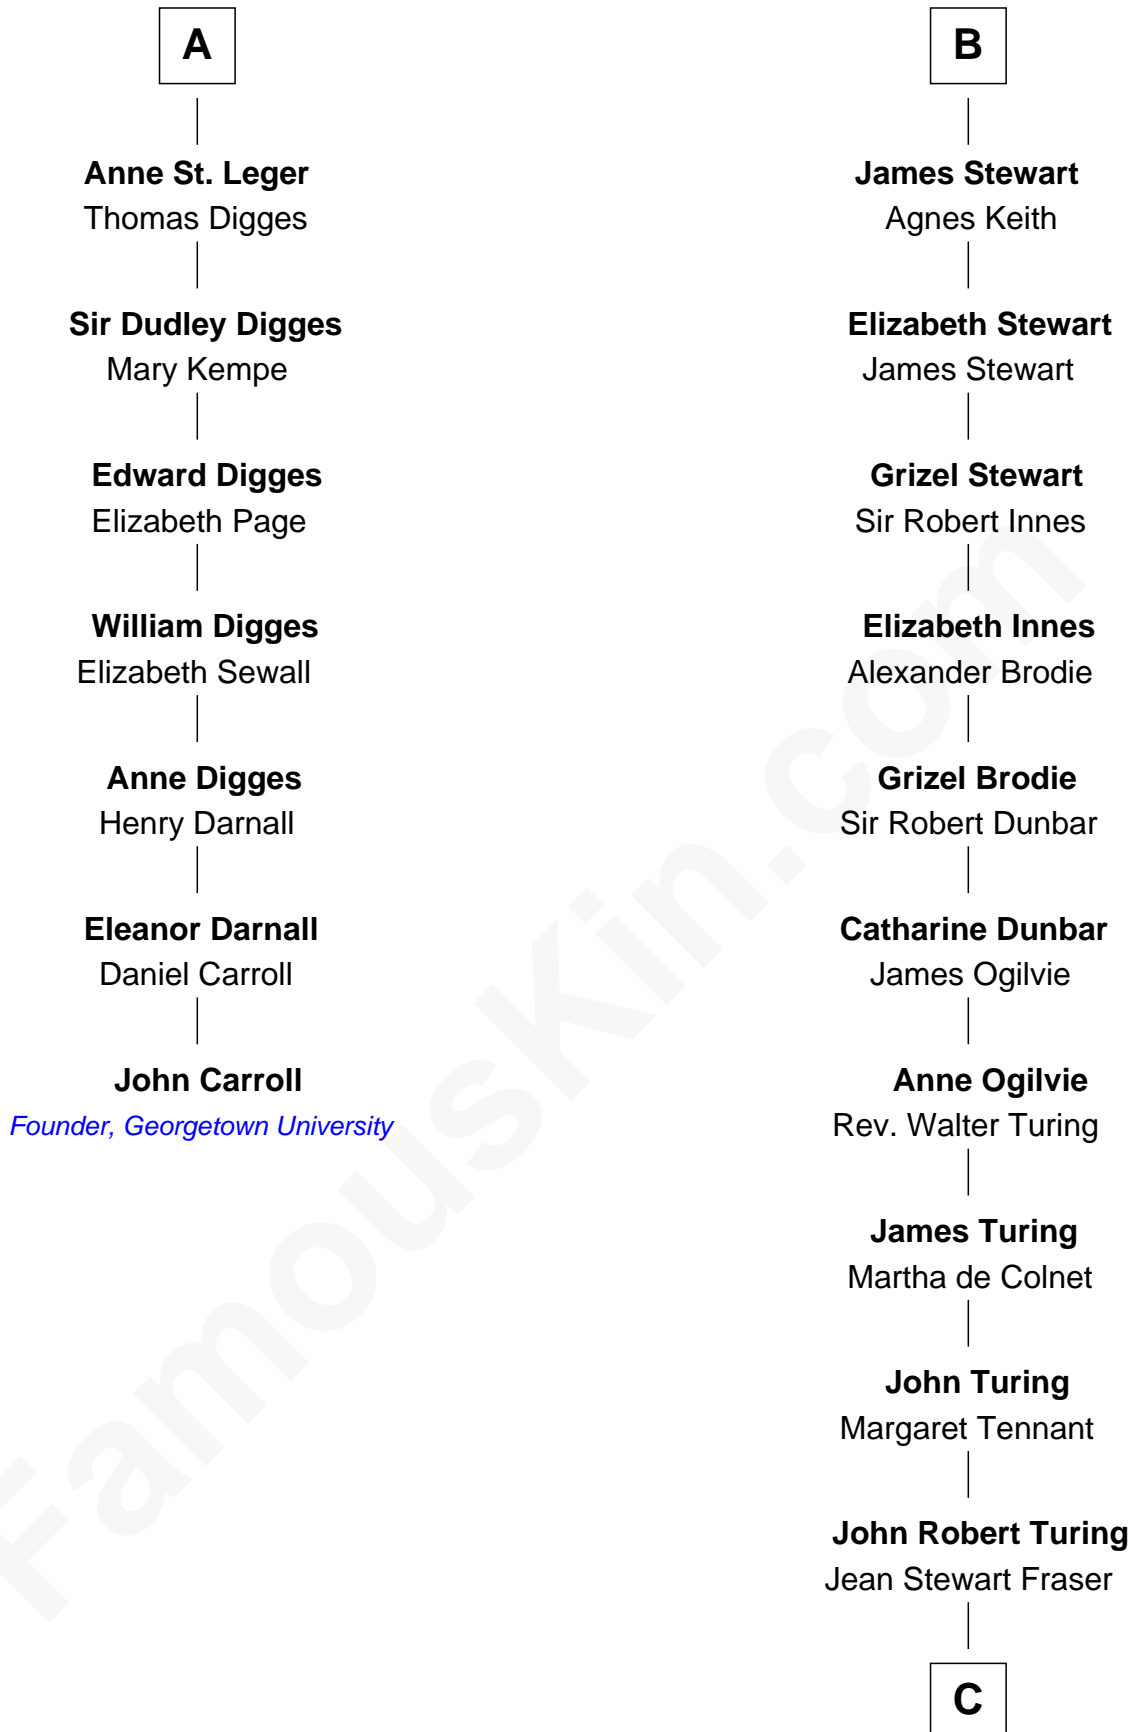 A
Anne St. Leger
Thomas Digges
Sir Dudley Digges
Mary Kempe
Edward Digges
Elizabeth Page
William Digges
Elizabeth Sewall
Anne Digges
Henry Darnall
Eleanor Darnall
Daniel Carroll
John Carroll
Founder, Georgetown University
B
James Stewart
Agnes Keith
Elizabeth Stewart
James Stewart
Grizel Stewart
Sir Robert Innes
Elizabeth Innes
Alexander Brodie
Grizel Brodie
Sir Robert Dunbar
Catharine Dunbar
James Ogilvie
Anne Ogilvie
Rev. Walter Turing
James Turing
Martha de Colnet
John Turing
Margaret Tennant
John Robert Turing
Jean Stewart Fraser
C
FamousKin.com